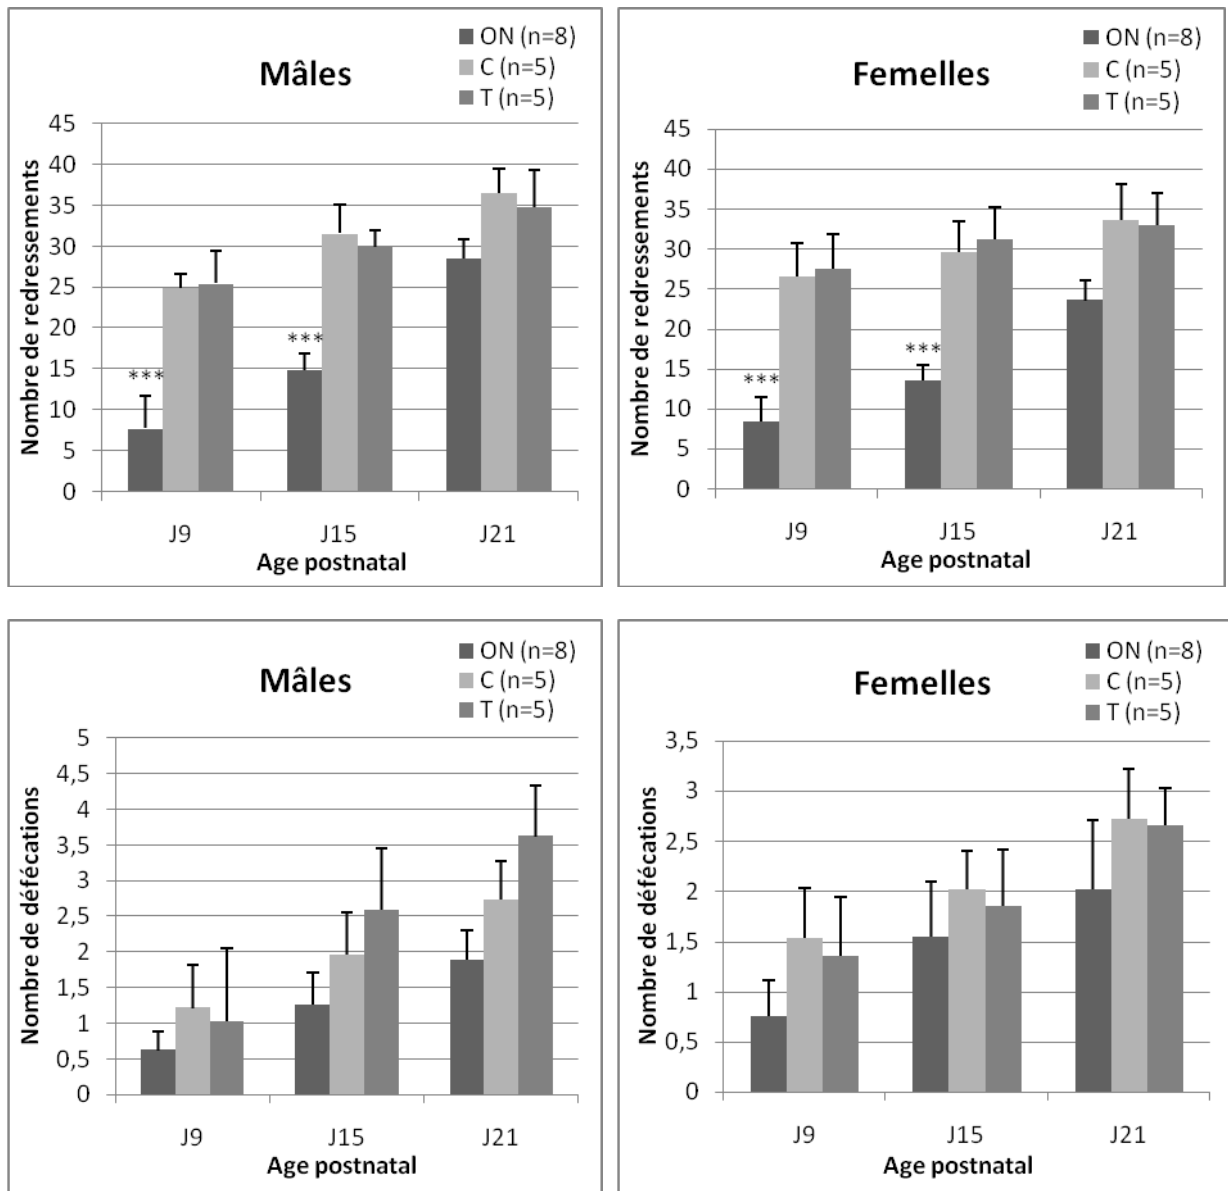 Mâles
ON (n=8)
C (n=5)
T (n=5)
Nombre de redressements
45
40
35
30
25
20
15
10
5
0
***
***
J9
J15
J21
Age postnatal
Femelles
ON (n=8)
C (n=5)
T (n=5)
Nombre de redressements
45
40
35
30
25
20
15
10
5
0
***
***
J9
J15
J21
Age postnatal
Mâles
ON (n=8)
C (n=5)
T (n=5)
Nombre de défécations
5
4,5
4
3,5
3
2,5
2
1,5
1
0,5
0
J9
J15
J21
Age postnatal
Femelles
ON (n=8)
C (n=5)
T (n=5)
Nombre de défécations
3,5
3
2,5
2
1,5
1
0,5
0
J9
J15
J21
Age postnatal